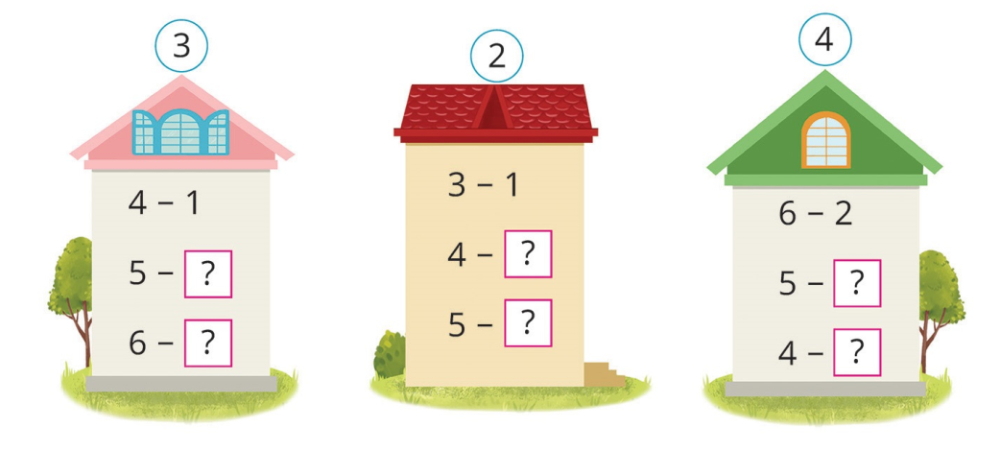 3
4 – 1
5 – ?
6 – ?
2
3 – 1
4 – ?
5 – ?
4
6 – 2
5 – ?
4 – ?